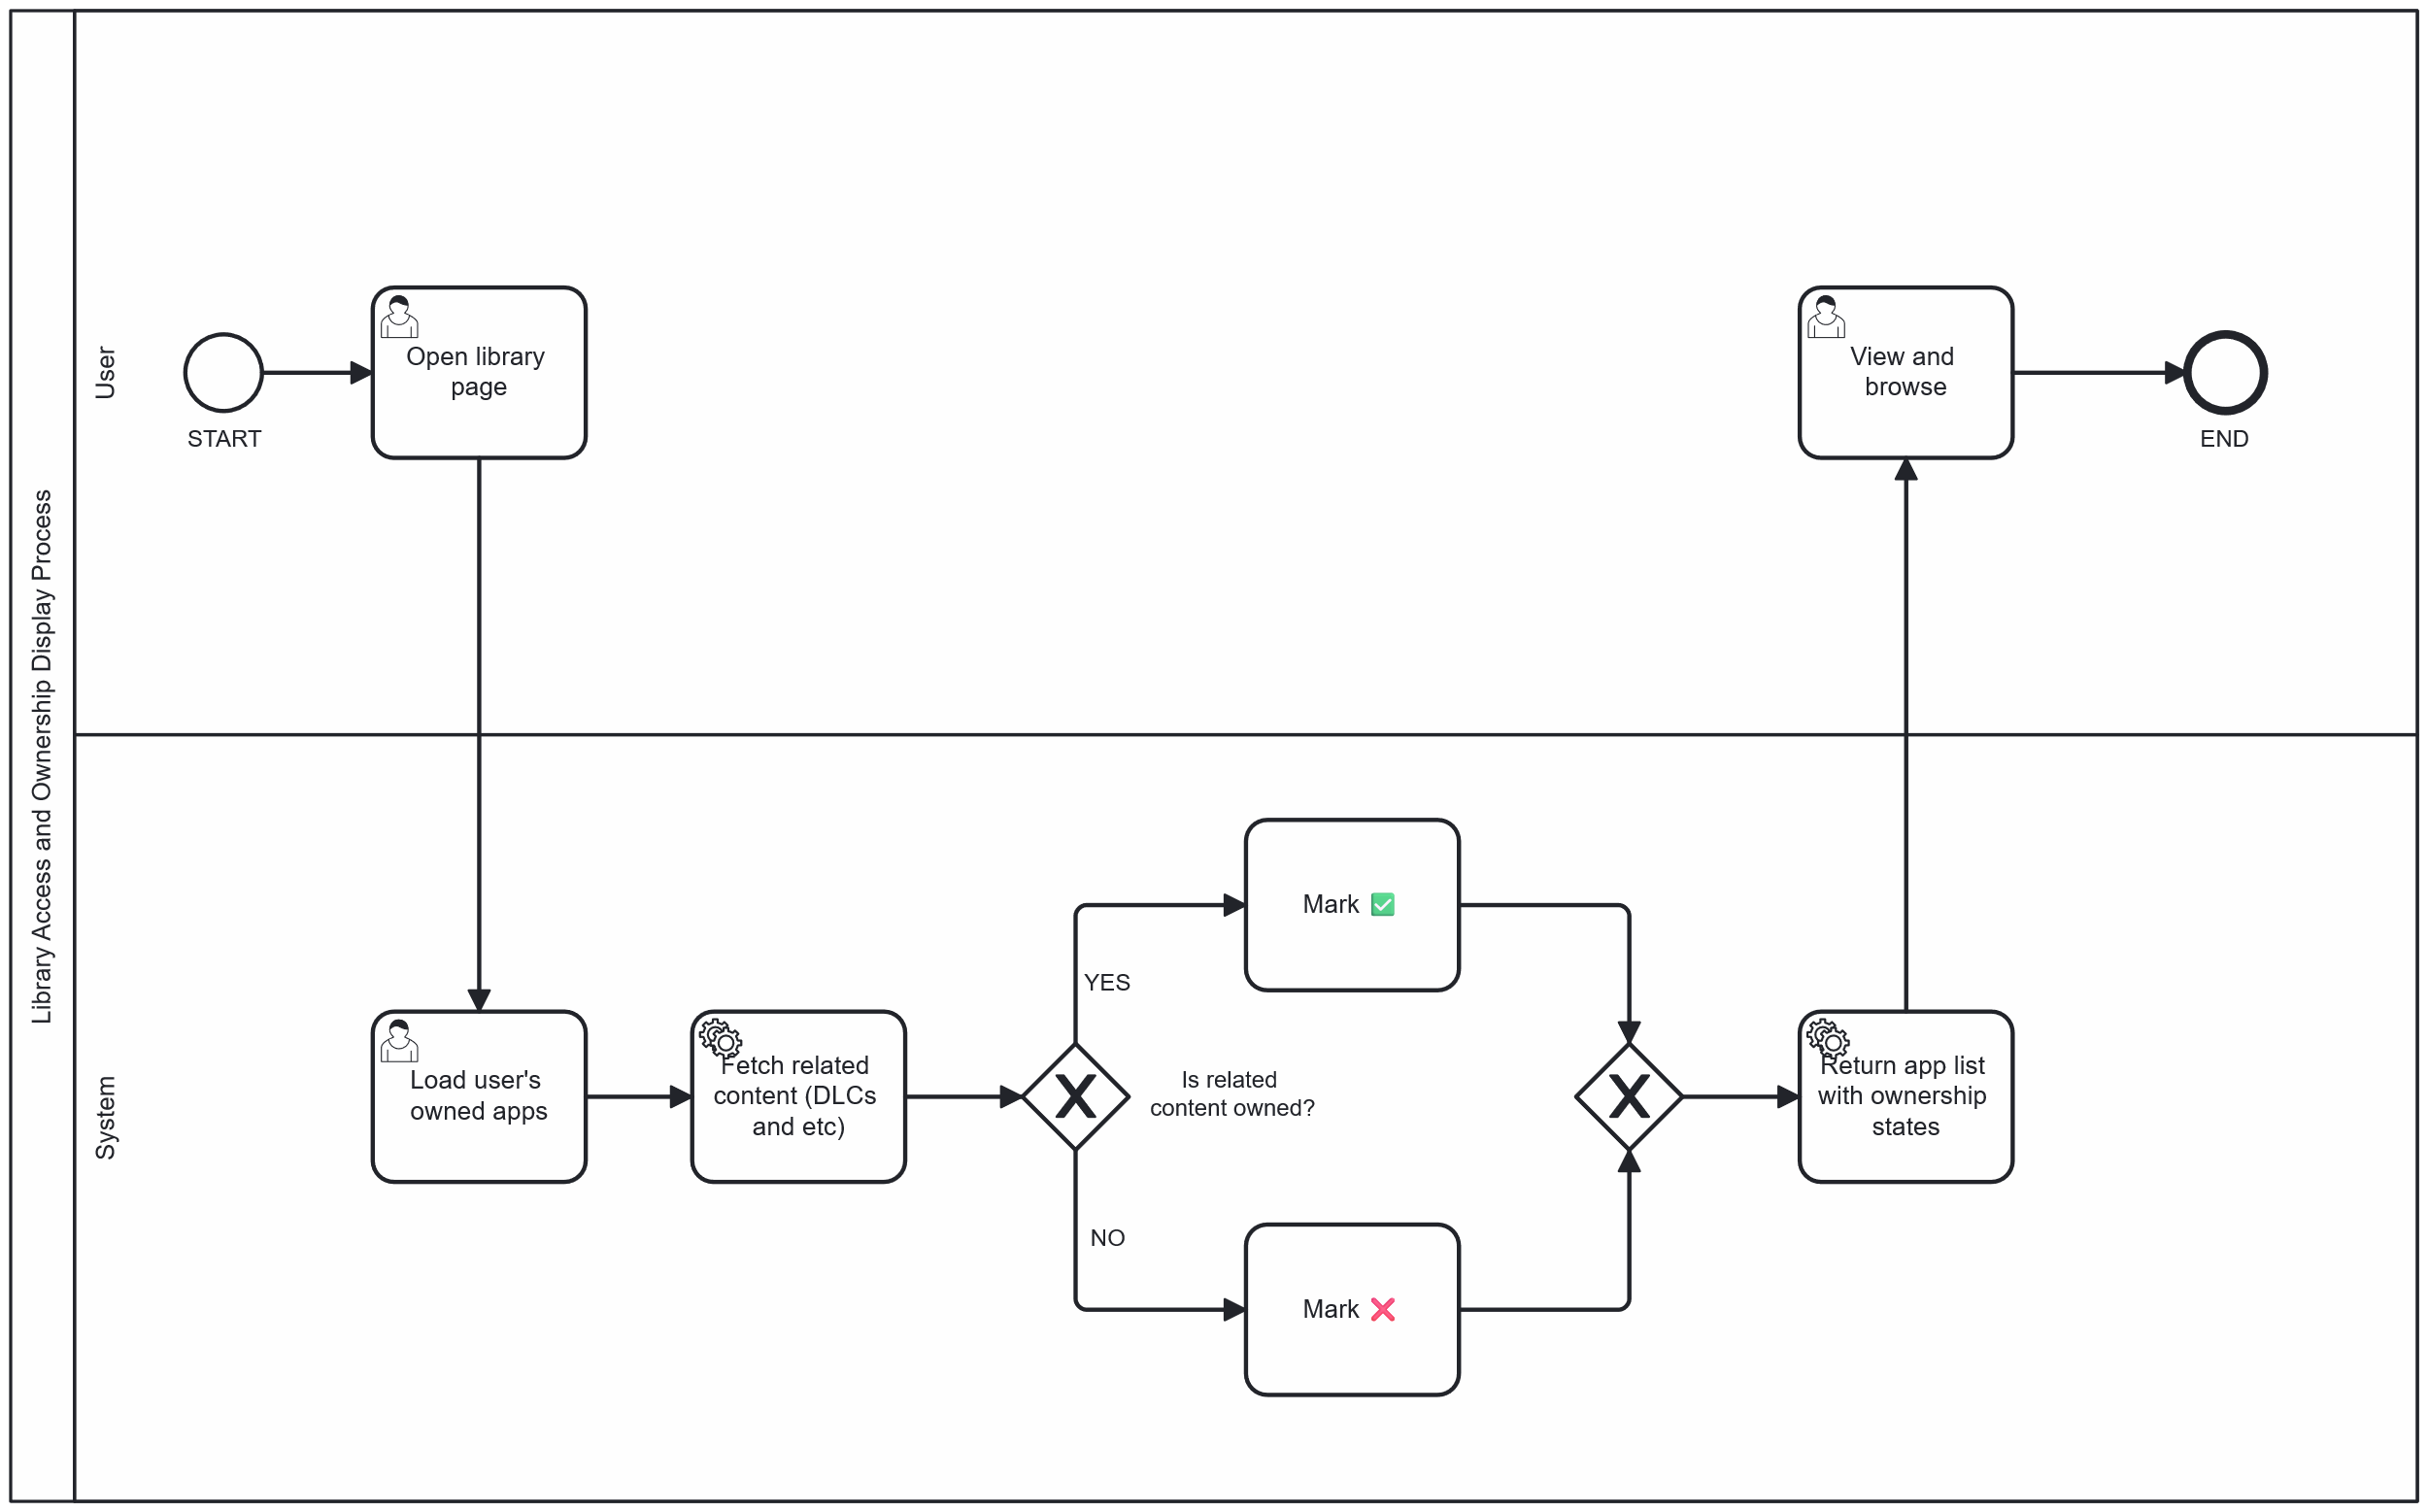 Library Access and Ownership Display Process
User
START
Open library
page
View and
browse
END
System
Load user's
owned apps
Fetch related
content (DLCs
and etc)
YES
Is related
content owned?
NO
Mark ✅
Mark ❌
Return app list
with ownership
states